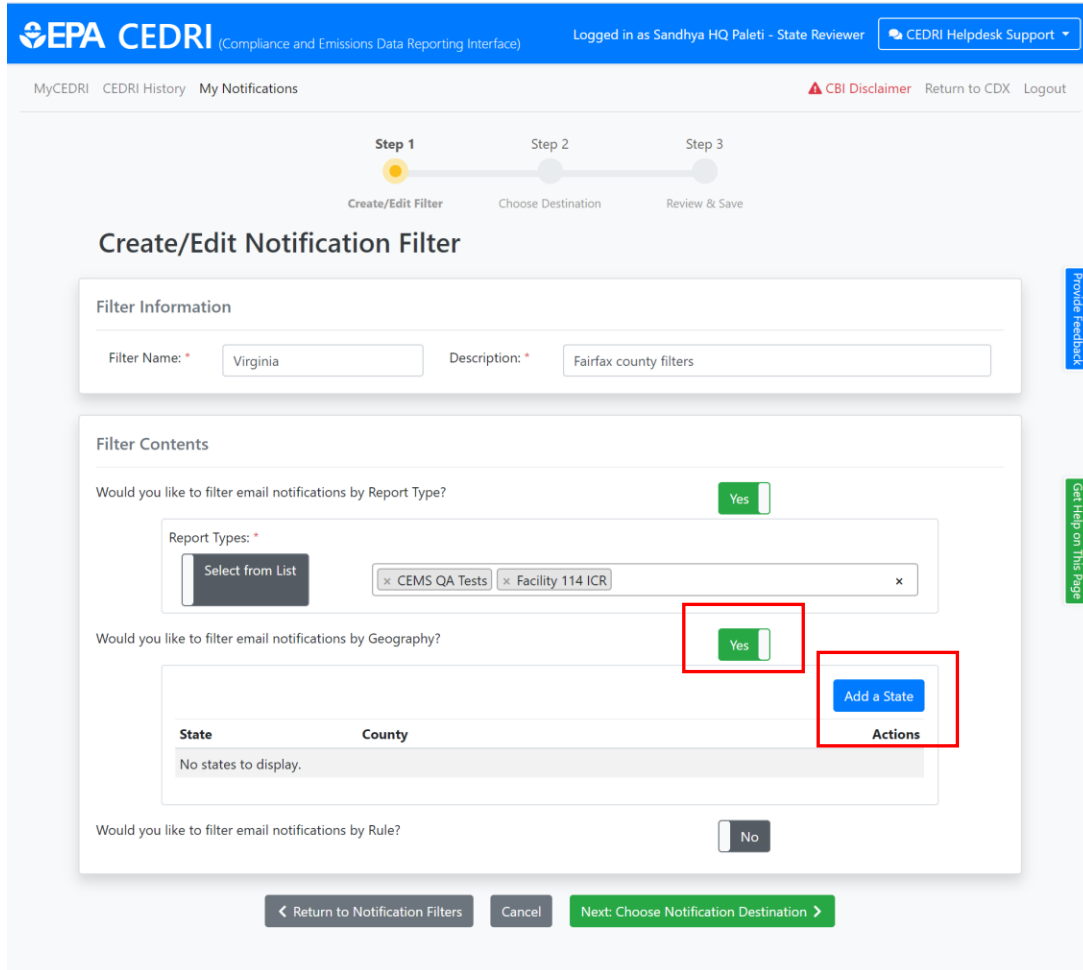 EPA CEDRI (Compliance and Emissions Data Reporting Interface) Logged in as Sandhya HQ Paleti - State Reviewer CEDRI Helpdesk Support
MyCEDRI CEDRI History My Notifications CBI Disclaimer Return to CDX Logout
Step 1 Step 2 Step 3
Create/Edit Filter Choose Destination Review & Save
Create/Edit Notification Filter
Provide Feedback
Filter Information
Filter Name: * Virginia Description: * Fairfax county filters
Filter Contents
Would you like to filter email notifications by Report Type? Yes
Get Help on This Page
Report Types: *
Select from List × CEMS QA Tests × Facility 114 ICR ×
Would you like to filter email notifications by Geography? Yes
Add a State
State County Actions
No states to display.
Would you like to filter email notifications by Rule? No
Return to Notification Filters Cancel Next: Choose Notification Destination